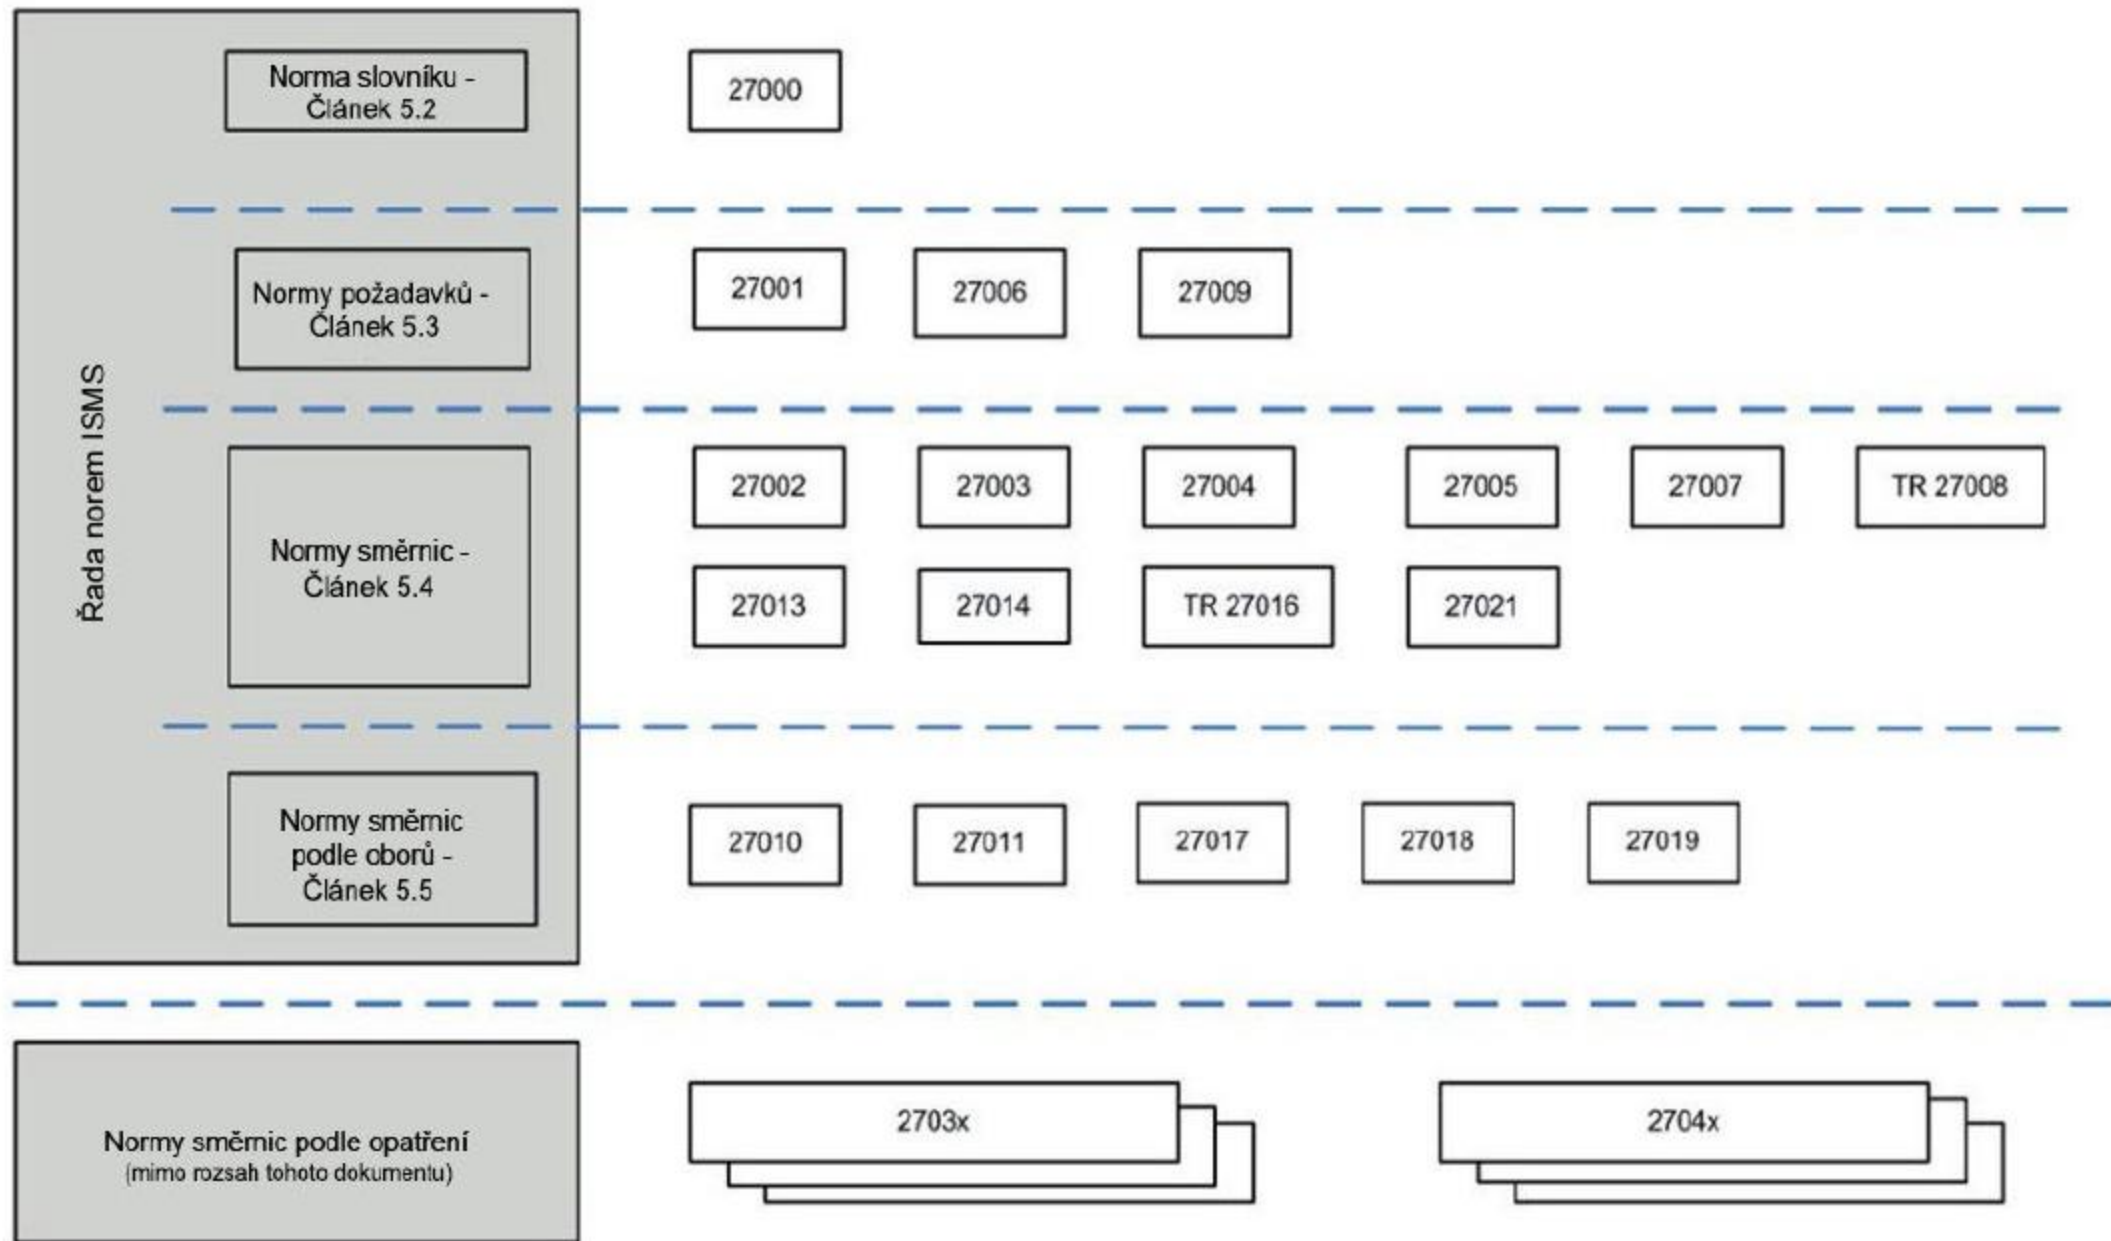 Řada norem ISMS
Norma slovníku -
Článek 5.2
27000
Normy požadavků -
Článek 5.3
27001
27006
27009
Normy směrnic -
Článek 5.4
27002
27003
27004
27005
27007
TR 27008
27013
27014
TR 27016
27021
Normy směrnic
podle oborů -
Článek 5.5
27010
27011
27017
27018
27019
Normy směrnic podle opatření
(mimo rozsah tohoto dokumentu)
2703x
2704x